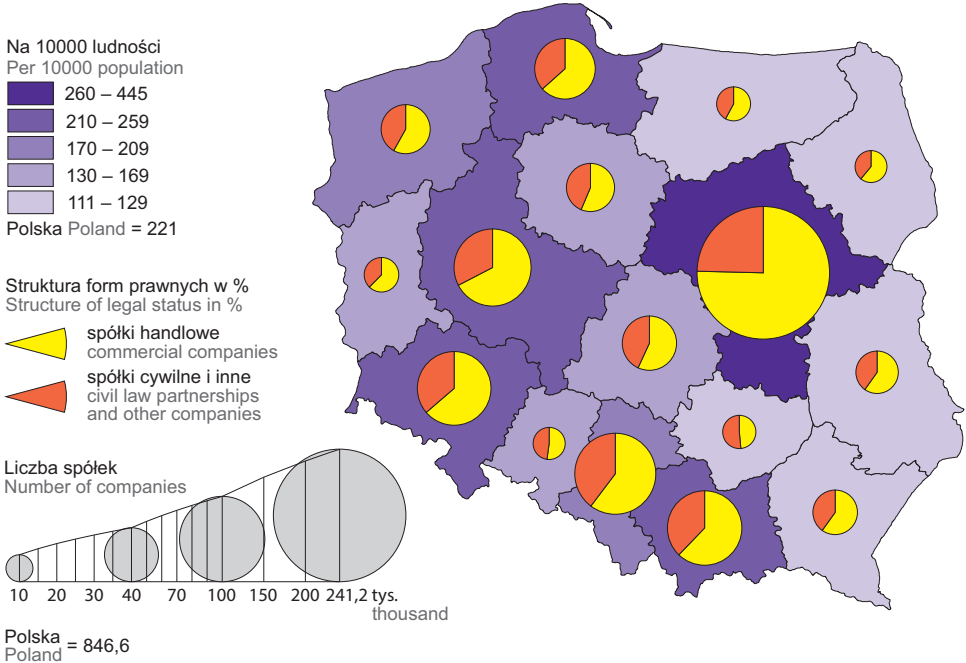 Na 10000 ludności
Per 10000 population
260 – 445
210 – 259
170 – 209
130 – 169
111 – 129
Polska Poland = 221
Struktura form prawnych w %
Structure of legal status in %
spółki handlowe
commercial companies
spółki cywilne i inne
civil law partnerships
and other companies
Liczba spółek
Number of companies
10 20 30 40 70 100 150 200 241,2 tys.
thousand
Polska
Poland = 846,6